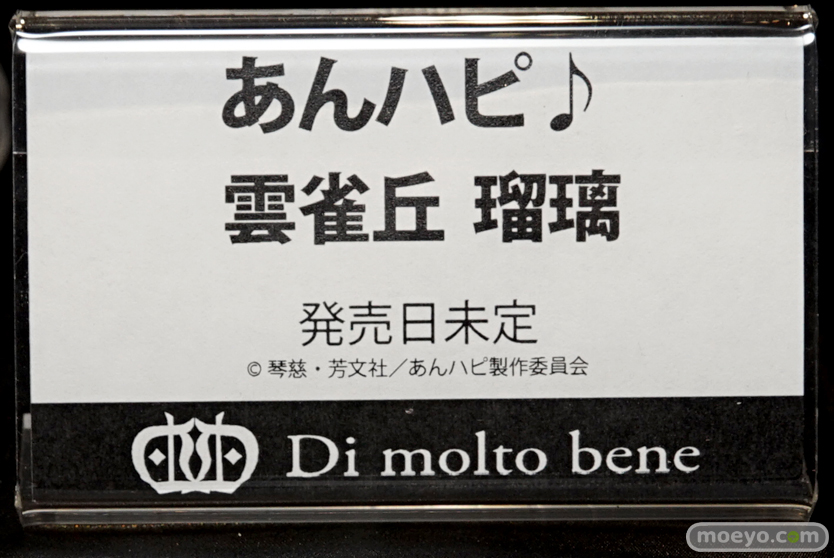 あんハピ♪
雲雀丘 瑠璃
発売日未定
©琴慈・芳文社／あんハピ製作委員会
Di molto bene
moeyo.com